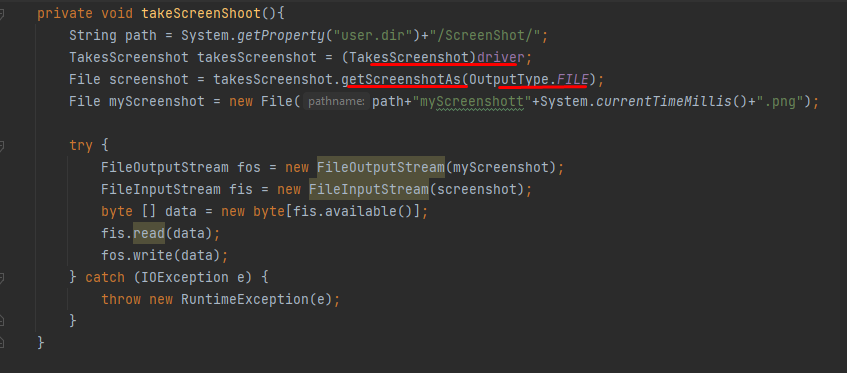 private void takeScreenShoot(){
String path = System.getProperty("user.dir")+"/ScreenShot/";
TakesScreenshot takesScreenshot = (TakesScreenshot)driver;
File screenshot = takesScreenshot.getScreenshotAs(OutputType.FILE);
File myScreenshot = new File( pathname: path+"myScreenshott"+System.currentTimeMillis()+".png");
try {
FileOutputStream fos = new FileOutputStream(myScreenshot);
FileInputStream fis = new FileInputStream(screenshot);
byte [] data = new byte[fis.available()];
fis.read(data);
fos.write(data);
} catch (IOException e) {
throw new RuntimeException(e);
}
}